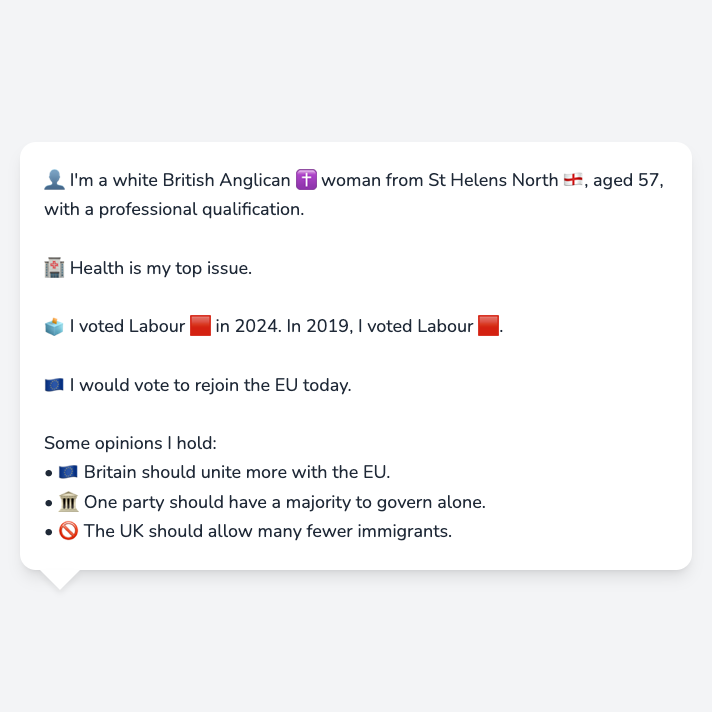 👤 I'm a white British Anglican ✝️ woman from St Helens North 🏴󠁧󠁢󠁥󠁮󠁧󠁿, aged 57,
with a professional qualification.
🏥 Health is my top issue.
🗳️ I voted Labour 🟥 in 2024. In 2019, I voted Labour 🟥.
🇪🇺 I would vote to rejoin the EU today.
Some opinions I hold:
• 🇪🇺 Britain should unite more with the EU.
• 🏛️ One party should have a majority to govern alone.
• 🚫 The UK should allow many fewer immigrants.